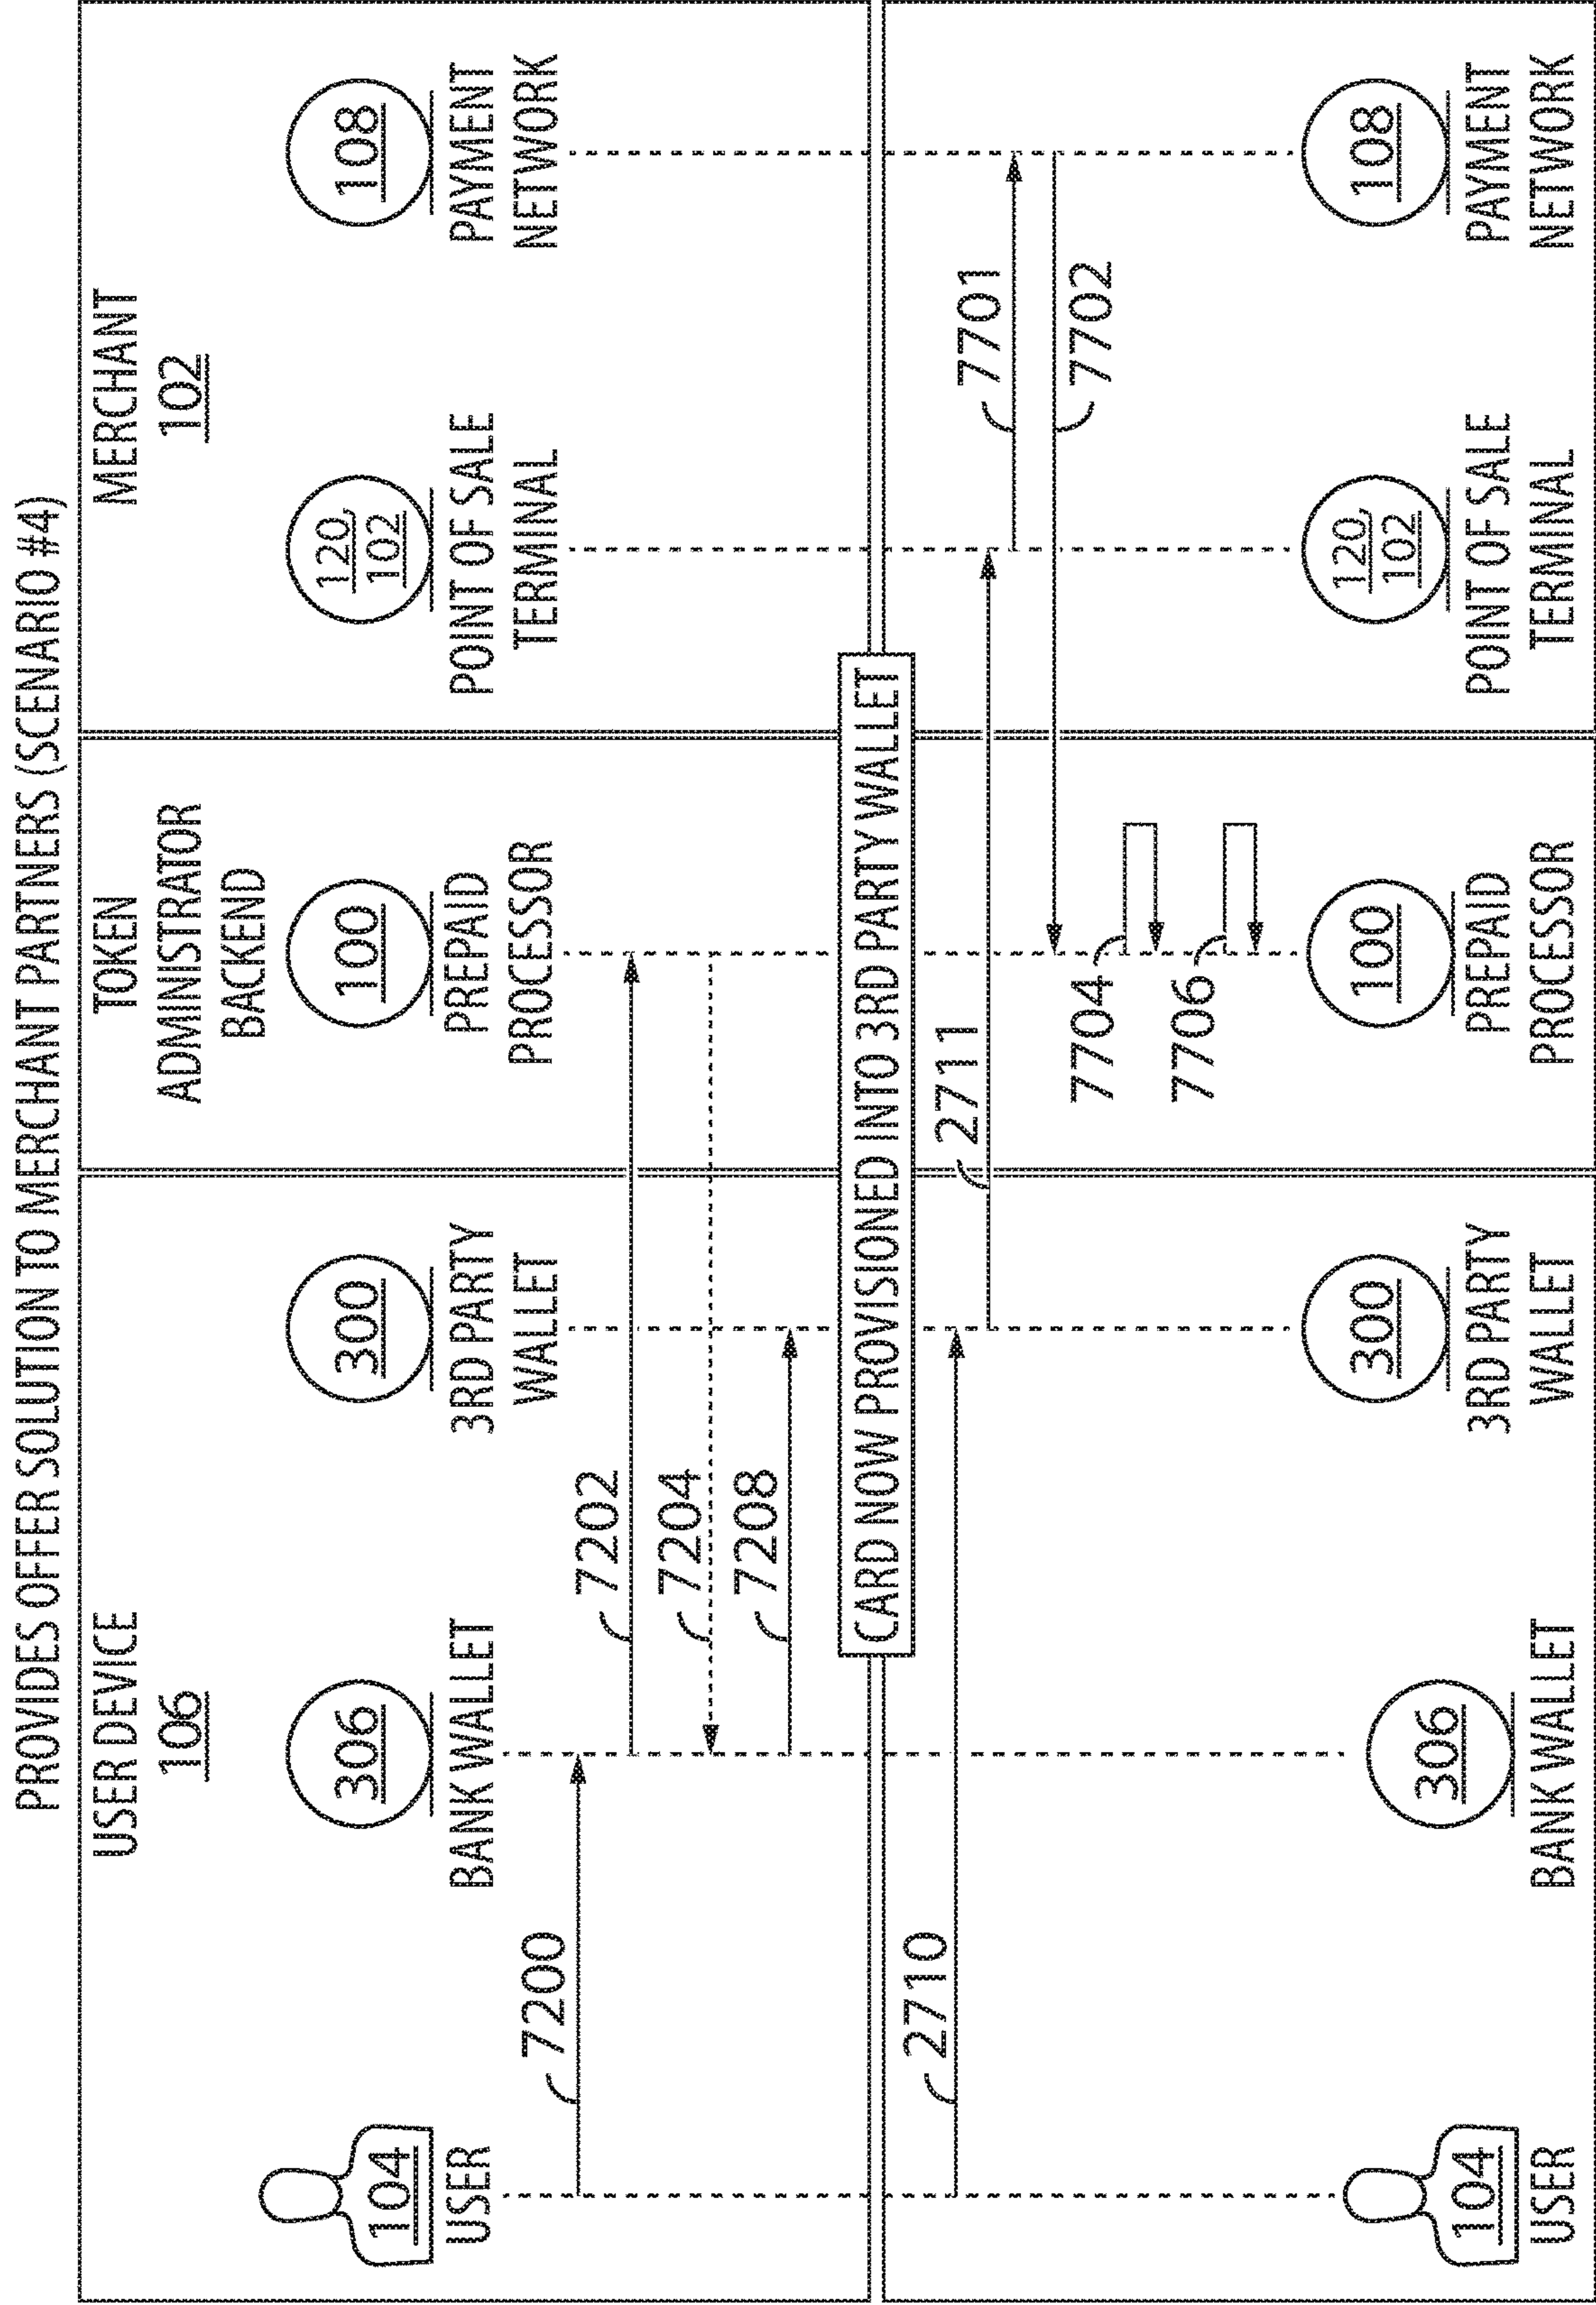 PROVIDES OFFER SOLUTION TO MERCHANT PARTNERS (SCENARIO #4)
USER DEVICE
106
TOKEN
ADMINISTRATOR
BACKEND
MERCHANT
102
104
USER
306
BANK WALLET
300
3RD PARTY
WALLET
100
PREPAID
PROCESSOR
120,
102
POINT OF SALE
TERMINAL
108
PAYMENT
NETWORK
7200
7202
7204
7208
CARD NOW PROVISIONED INTO 3RD PARTY WALLET
2710
2711
7701
7702
7704
7706
104
USER
306
BANK WALLET
300
3RD PARTY
WALLET
100
PREPAID
PROCESSOR
120,
102
POINT OF SALE
TERMINAL
108
PAYMENT
NETWORK